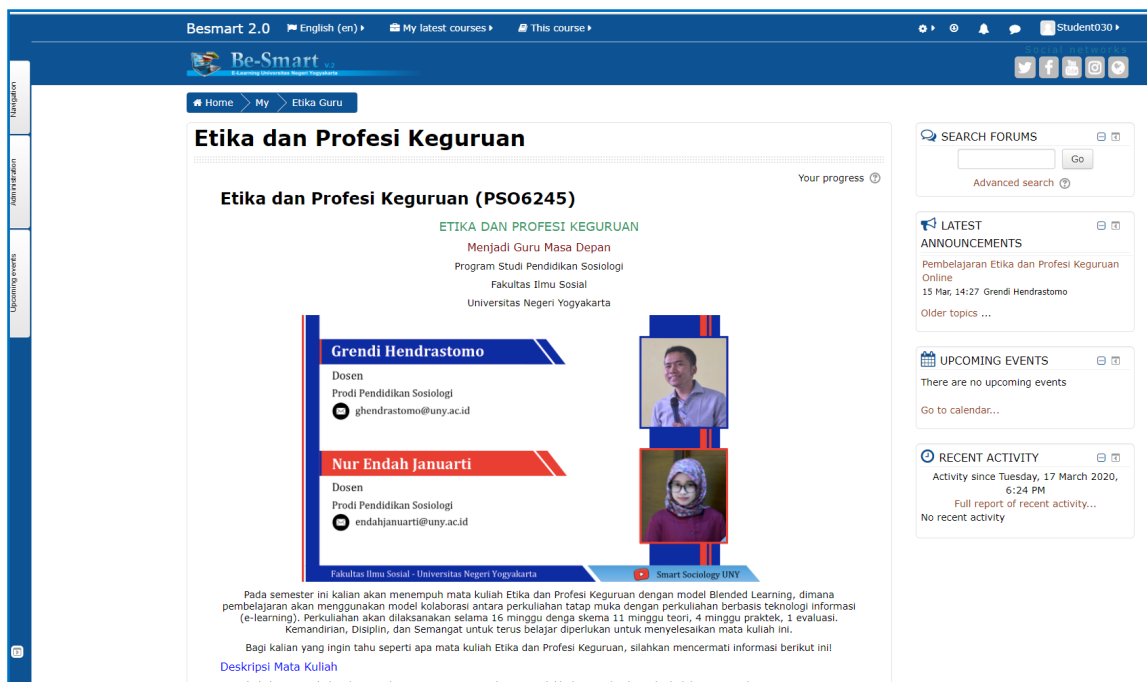 Besmart 2.0 English (en) My latest courses This course Student030
Be-Smart v.2
E-Learning Universitas Negeri Yogyakarta
Social networks
Navigation
Administration
Upcoming events
Home My Etika Guru
Etika dan Profesi Keguruan
Your progress
Etika dan Profesi Keguruan (PSO6245)
ETIKA DAN PROFESI KEGURUAN
Menjadi Guru Masa Depan
Program Studi Pendidikan Sosiologi
Fakultas Ilmu Sosial
Universitas Negeri Yogyakarta
Grendi Hendrastomo
Dosen
Prodi Pendidikan Sosiologi
ghendrastomo@uny.ac.id
Nur Endah Januarti
Dosen
Prodi Pendidikan Sosiologi
endahjanuarti@uny.ac.id
Fakultas Ilmu Sosial - Universitas Negeri Yogyakarta Smart Sociology UNY
Pada semester ini kalian akan menempuh mata kuliah Etika dan Profesi Keguruan dengan model Blended Learning, dimana
pembelajaran akan menggunakan model kolaborasi antara perkuliahan tatap muka dengan perkuliahan berbasis teknologi informasi
(e-learning). Perkuliahan akan dilaksanakan selama 16 minggu denga skema 11 minggu teori, 4 minggu praktek, 1 evaluasi.
Kemandirian, Disiplin, dan Semangat untuk terus belajar diperlukan untuk menyelesaikan mata kuliah ini.
Bagi kalian yang ingin tahu seperti apa mata kuliah Etika dan Profesi Keguruan, silahkan mencermati informasi berikut ini!
Deskripsi Mata Kuliah
SEARCH FORUMS
Go
Advanced search
LATEST
ANNOUNCEMENTS
Pembelajaran Etika dan Profesi Keguruan
Online
15 Mar, 14:27 Grendi Hendrastomo
Older topics ...
UPCOMING EVENTS
There are no upcoming events
Go to calendar...
RECENT ACTIVITY
Activity since Tuesday, 17 March 2020,
6:24 PM
Full report of recent activity...
No recent activity